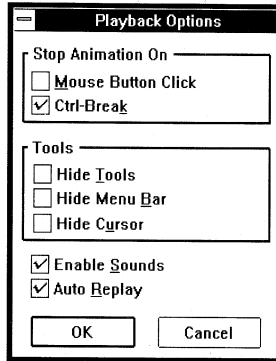 Playback Options
Stop Animation On
Mouse Button Click
Ctrl-Break
Tools
Hide Tools
Hide Menu Bar
Hide Cursor
Enable Sounds
Auto Replay
OK
Cancel